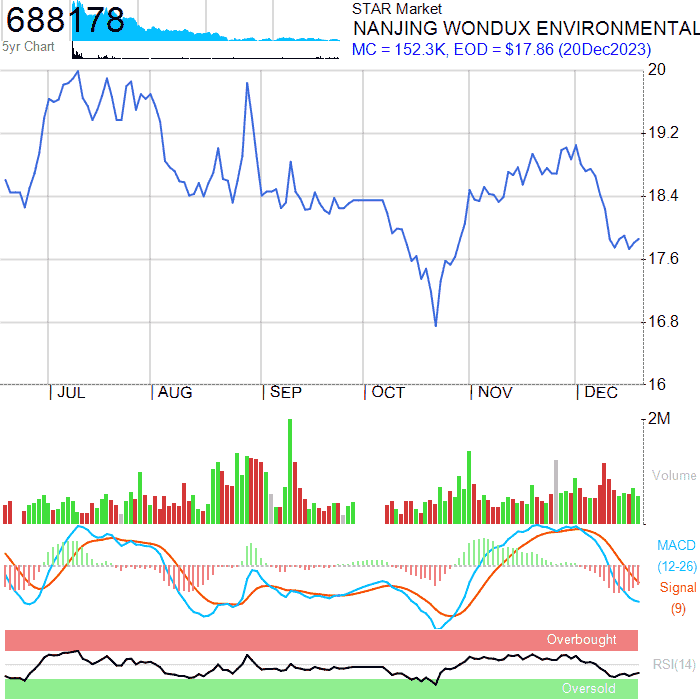 688178
5yr Chart
STAR Market
NANJING WONDUX ENVIRONMENTAL
MC = 152.3K, EOD = $17.86 (20Dec2023)
20
19.2
18.4
17.6
16.8
16
JUL AUG SEP OCT NOV DEC
2M
Volume
MACD
(12-26)
Signal
(9)
Overbought
RSI(14)
Oversold